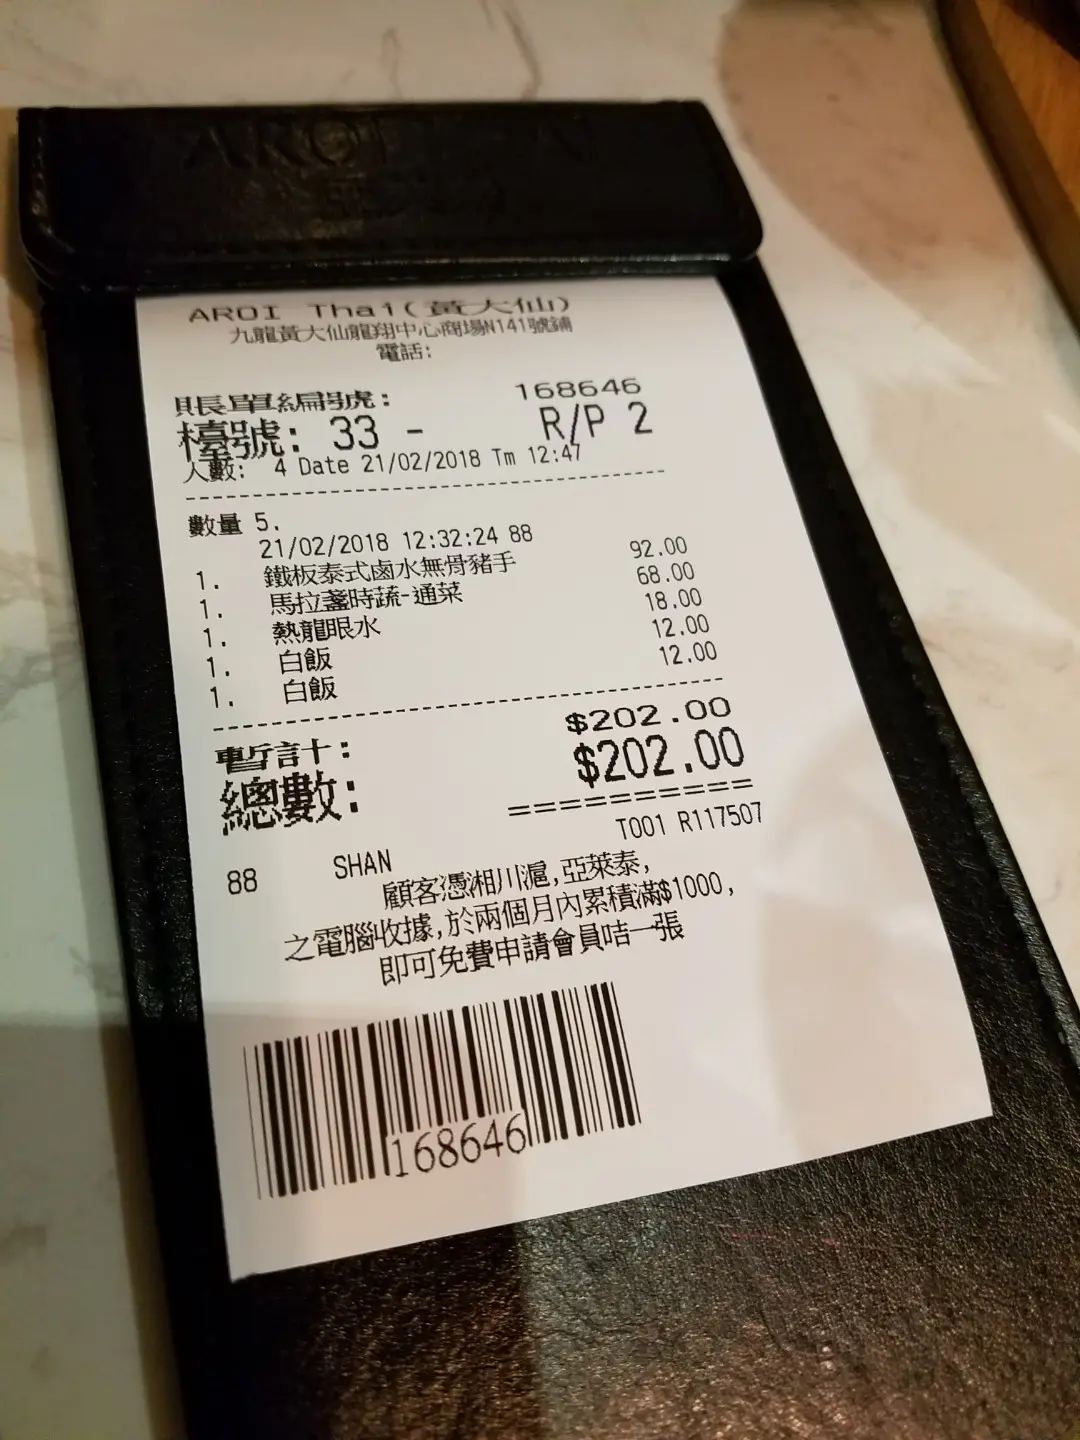 AROI Thai(黃大仙)
九龍黃大仙龍翔中心商場N141號鋪
電話:
賬單編號: 168646
檯號: 33 - R/P 2
人數: 4 Date 21/02/2018 Tm 12:47
數量 5.
21/02/2018 12:32:24 88
1. 鐵板泰式鹵水無骨豬手 92.00
1. 馬拉盞時蔬-通菜 68.00
1. 熱龍眼水 18.00
1. 白飯 12.00
1. 白飯 12.00
暫計: $202.00
總數: $202.00
==========
T001 R117507
88 SHAN
顧客憑湘川滬,亞萊泰,
之電腦收據,於兩個月內累積滿$1000,
即可免費申請會員咭一張
168646